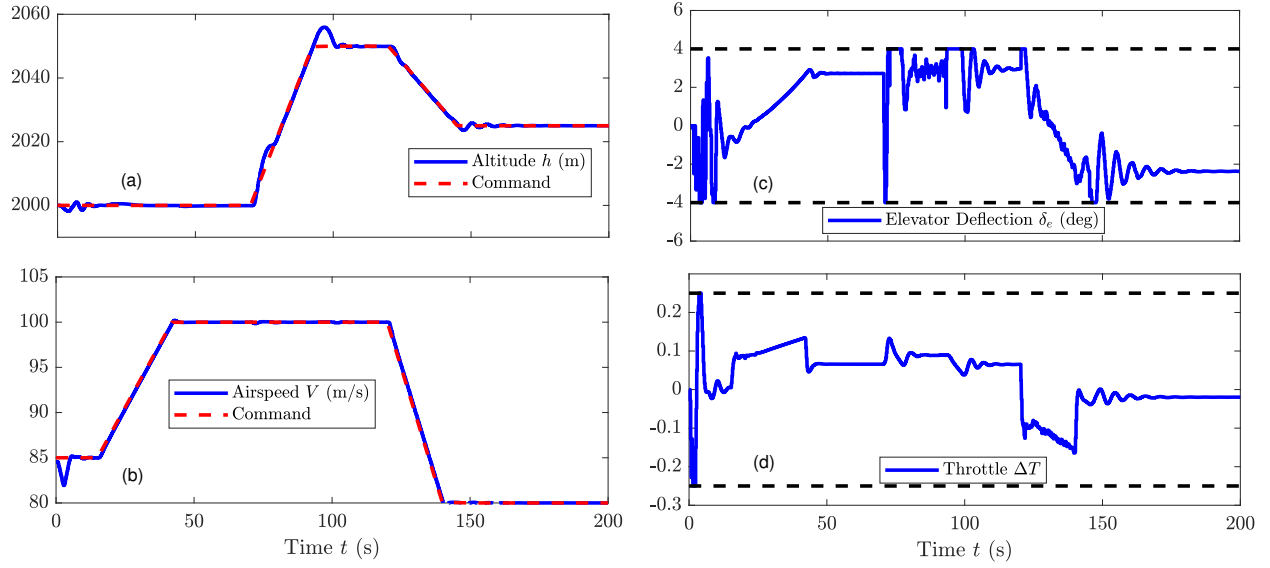 2060
2040
2020
2000
(a)
Altitude h (m)
Command
105
100
95
90
85
80
(b)
Airspeed V (m/s)
Command
0
50
100
150
200
Time t (s)
6
4
2
0
-2
-4
-6
(c)
Elevator Deflection δe (deg)
0.2
0.1
0
-0.1
-0.2
-0.3
(d)
Throttle ΔT
0
50
100
150
200
Time t (s)